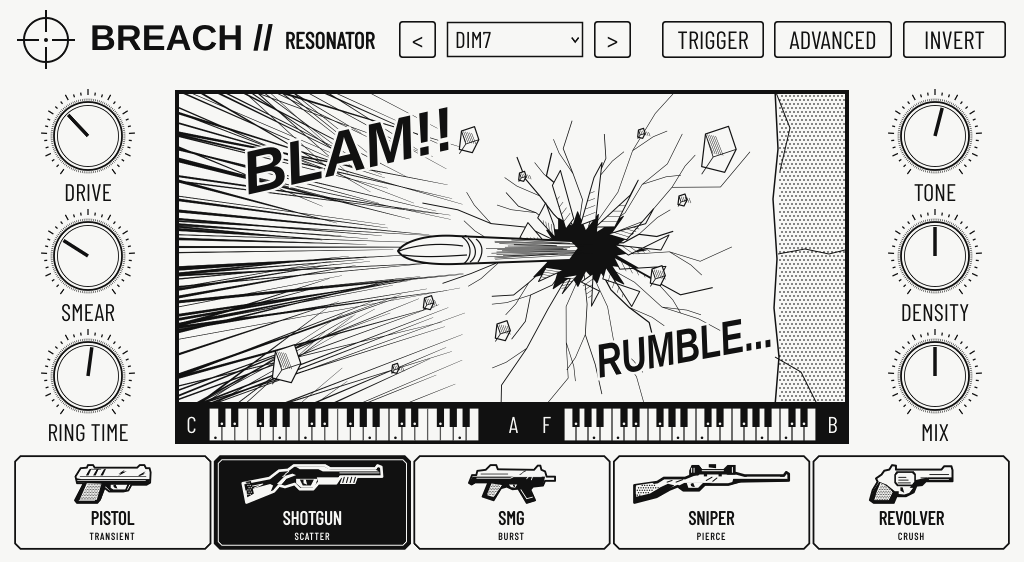 BREACH // RESONATOR
< DIM7 >
TRIGGER ADVANCED INVERT
BLAM!!
DRIVE
TONE
SMEAR
DENSITY
RUMBLE...
RING TIME
C A F B
MIX
PISTOL
TRANSIENT
SHOTGUN
SCATTER
SMG
BURST
SNIPER
PIERCE
REVOLVER
CRUSH